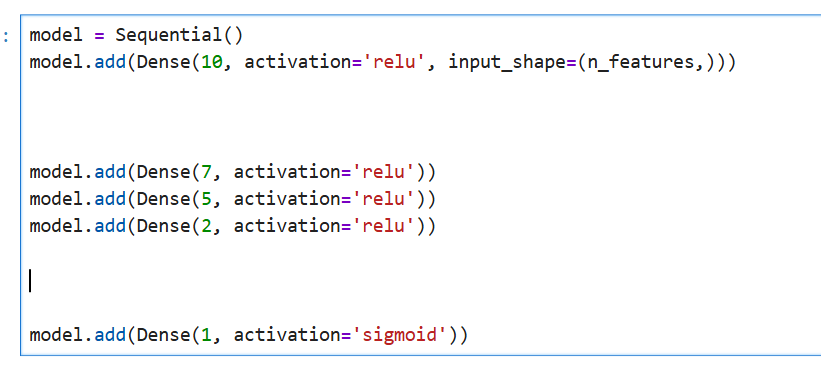 :
model = Sequential()
model.add(Dense(10, activation='relu', input_shape=(n_features,)))
model.add(Dense(7, activation='relu'))
model.add(Dense(5, activation='relu'))
model.add(Dense(2, activation='relu'))
model.add(Dense(1, activation='sigmoid'))